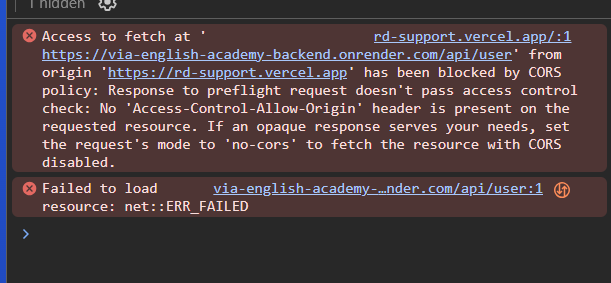 1 hidden
Access to fetch at ' rd-support.vercel.app/:1
https://via-english-academy-backend.onrender.com/api/user' from
origin 'https://rd-support.vercel.app' has been blocked by CORS
policy: Response to preflight request doesn't pass access control
check: No 'Access-Control-Allow-Origin' header is present on the
requested resource. If an opaque response serves your needs, set
the request's mode to 'no-cors' to fetch the resource with CORS
disabled.
Failed to load via-english-academy-…nder.com/api/user:1
resource: net::ERR_FAILED